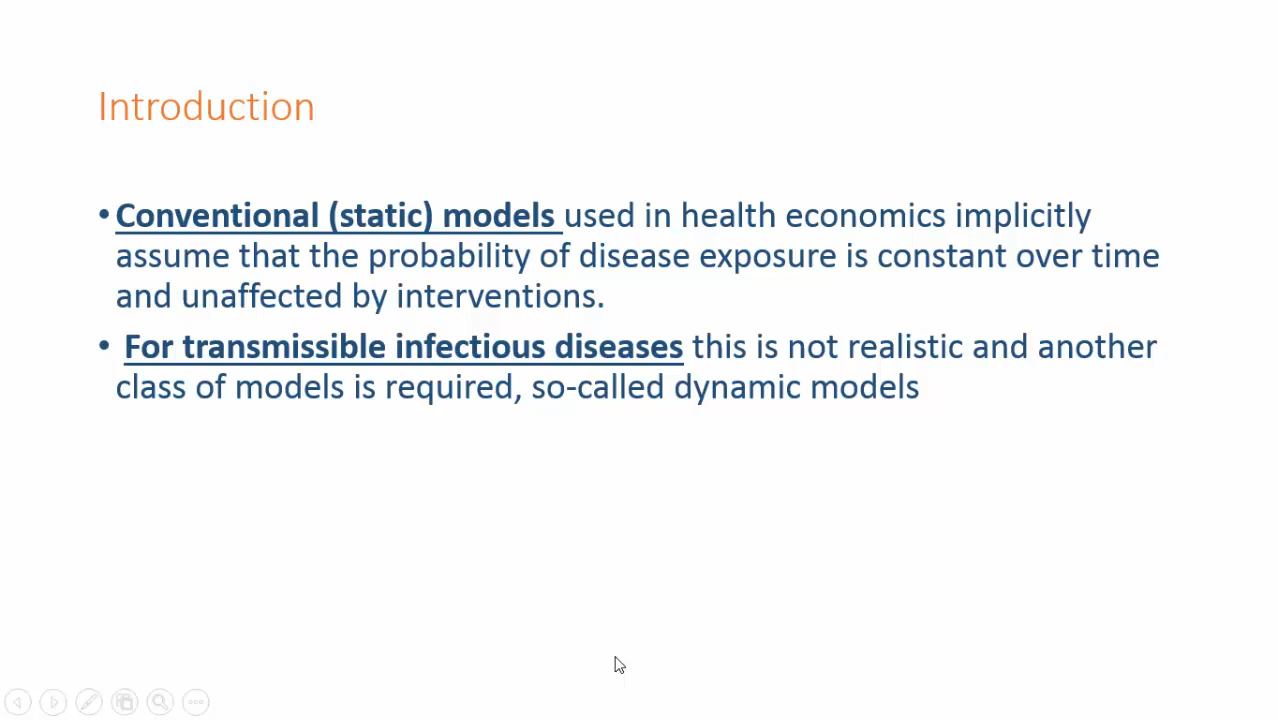 Introduction
•Conventional (static) models used in health economics implicitly
assume that the probability of disease exposure is constant over time
and unaffected by interventions.
• For transmissible infectious diseases this is not realistic and another
class of models is required, so-called dynamic models